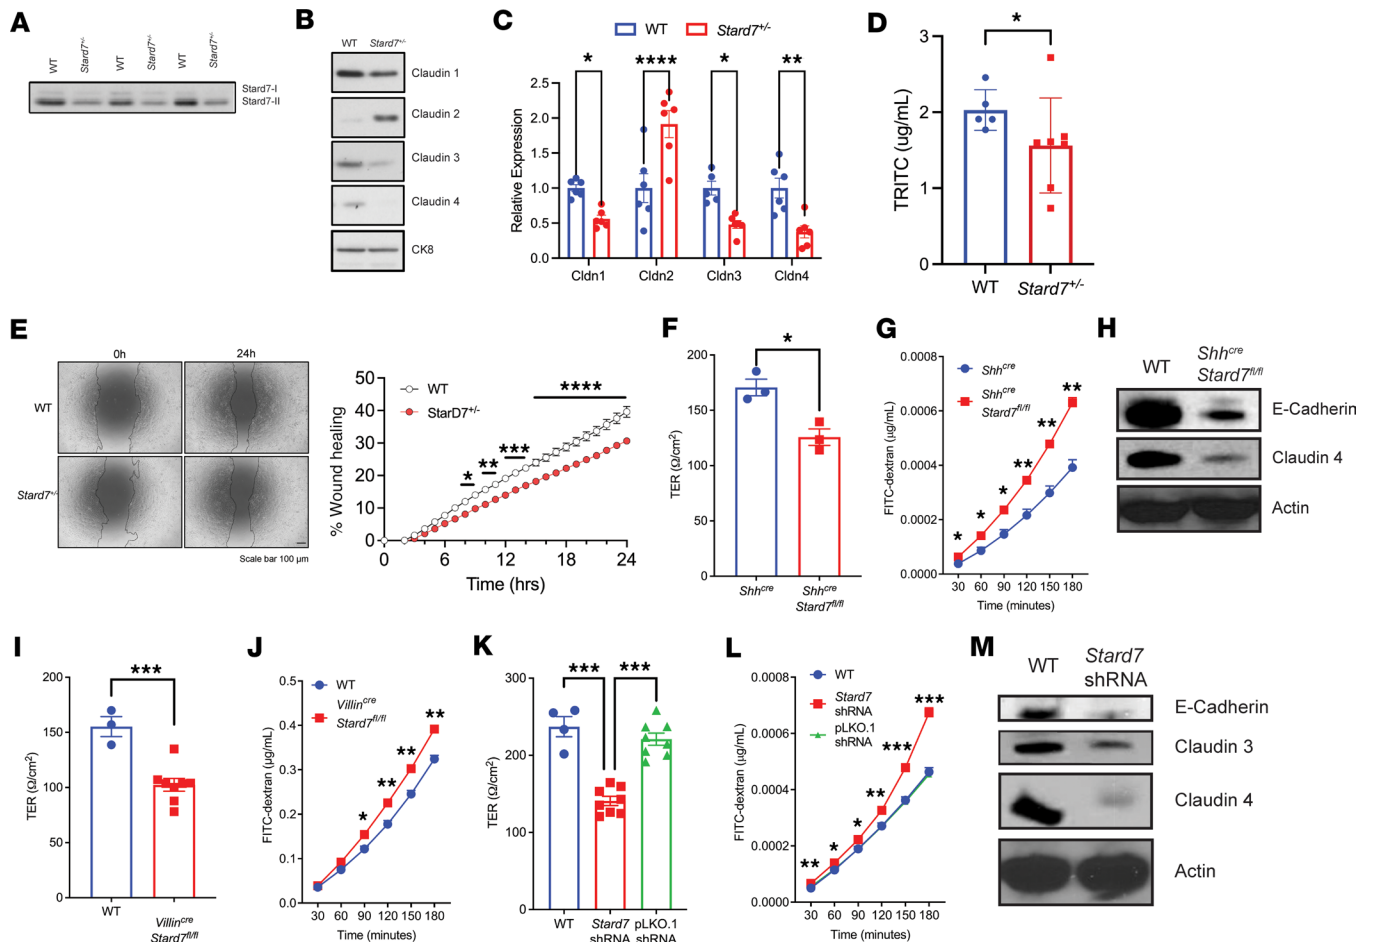 A
WT
Stard7+/-
WT
Stard7+/-
WT
Stard7+/-
Stard7-I
Stard7-II
B
WT
Stard7+/-
Claudin 1
Claudin 2
Claudin 3
Claudin 4
CK8
C
WT
Stard7+/-
*
****
*
**
Relative Expression
2.5
2.0
1.5
1.0
0.5
0.0
Cldn1
Cldn2
Cldn3
Cldn4
D
*
TRITC (ug/mL)
3
2
1
0
WT
Stard7+/-
E
0h
24h
WT
Stard7+/-
Scale bar 100 µm
% Wound healing
50
40
30
20
10
0
WT
StarD7+/-
*
**
***
****
0
6
12
18
24
Time (hrs)
F
*
TER (Ω/cm2)
200
150
100
50
0
Shhcre
Shhcre
Stard7fl/fl
G
FITC-dextran (µg/mL)
0.0008
0.0006
0.0004
0.0002
0.0000
Shhcre
Shhcre
Stard7fl/fl
*
*
*
**
**
**
30
60
90
120
150
180
Time (minutes)
H
WT
Shhcre
Stard7fl/fl
E-Cadherin
Claudin 4
Actin
I
***
TER (Ω/cm2)
200
150
100
50
0
WT
Villincre
Stard7fl/fl
J
FITC-dextran (µg/mL)
0.5
0.4
0.3
0.2
0.1
0.0
WT
Villincre
Stard7fl/fl
*
**
**
**
30
60
90
120
150
180
Time (minutes)
K
***
***
TER (Ω/cm2)
300
200
100
0
WT
Stard7
shRNA
pLKO.1
shRNA
L
FITC-dextran (µg/mL)
0.0008
0.0006
0.0004
0.0002
0.0000
WT
Stard7
shRNA
pLKO.1
shRNA
**
*
*
**
***
***
30
60
90
120
150
180
Time (minutes)
M
WT
Stard7
shRNA
E-Cadherin
Claudin 3
Claudin 4
Actin